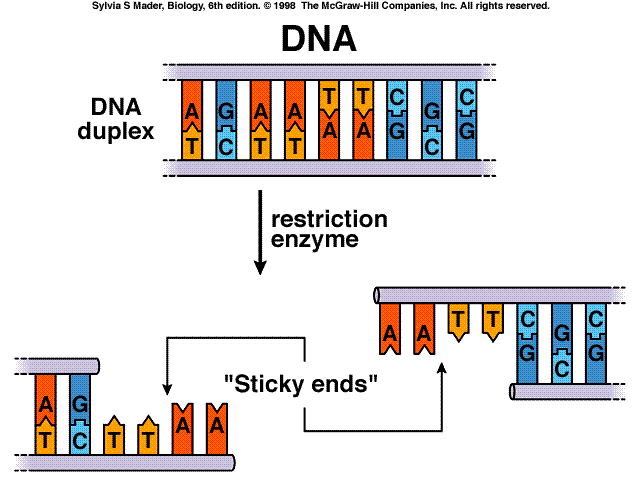 Sylvia S Mader, Biology, 6th edition. © 1998 The McGraw-Hill Companies, Inc. All rights reserved.
DNA
DNA
duplex
A G A A T T C G C
T C T T A A G C G
restriction
enzyme
A A T T C G C
G C G
"Sticky ends"
A G
T C T T A A